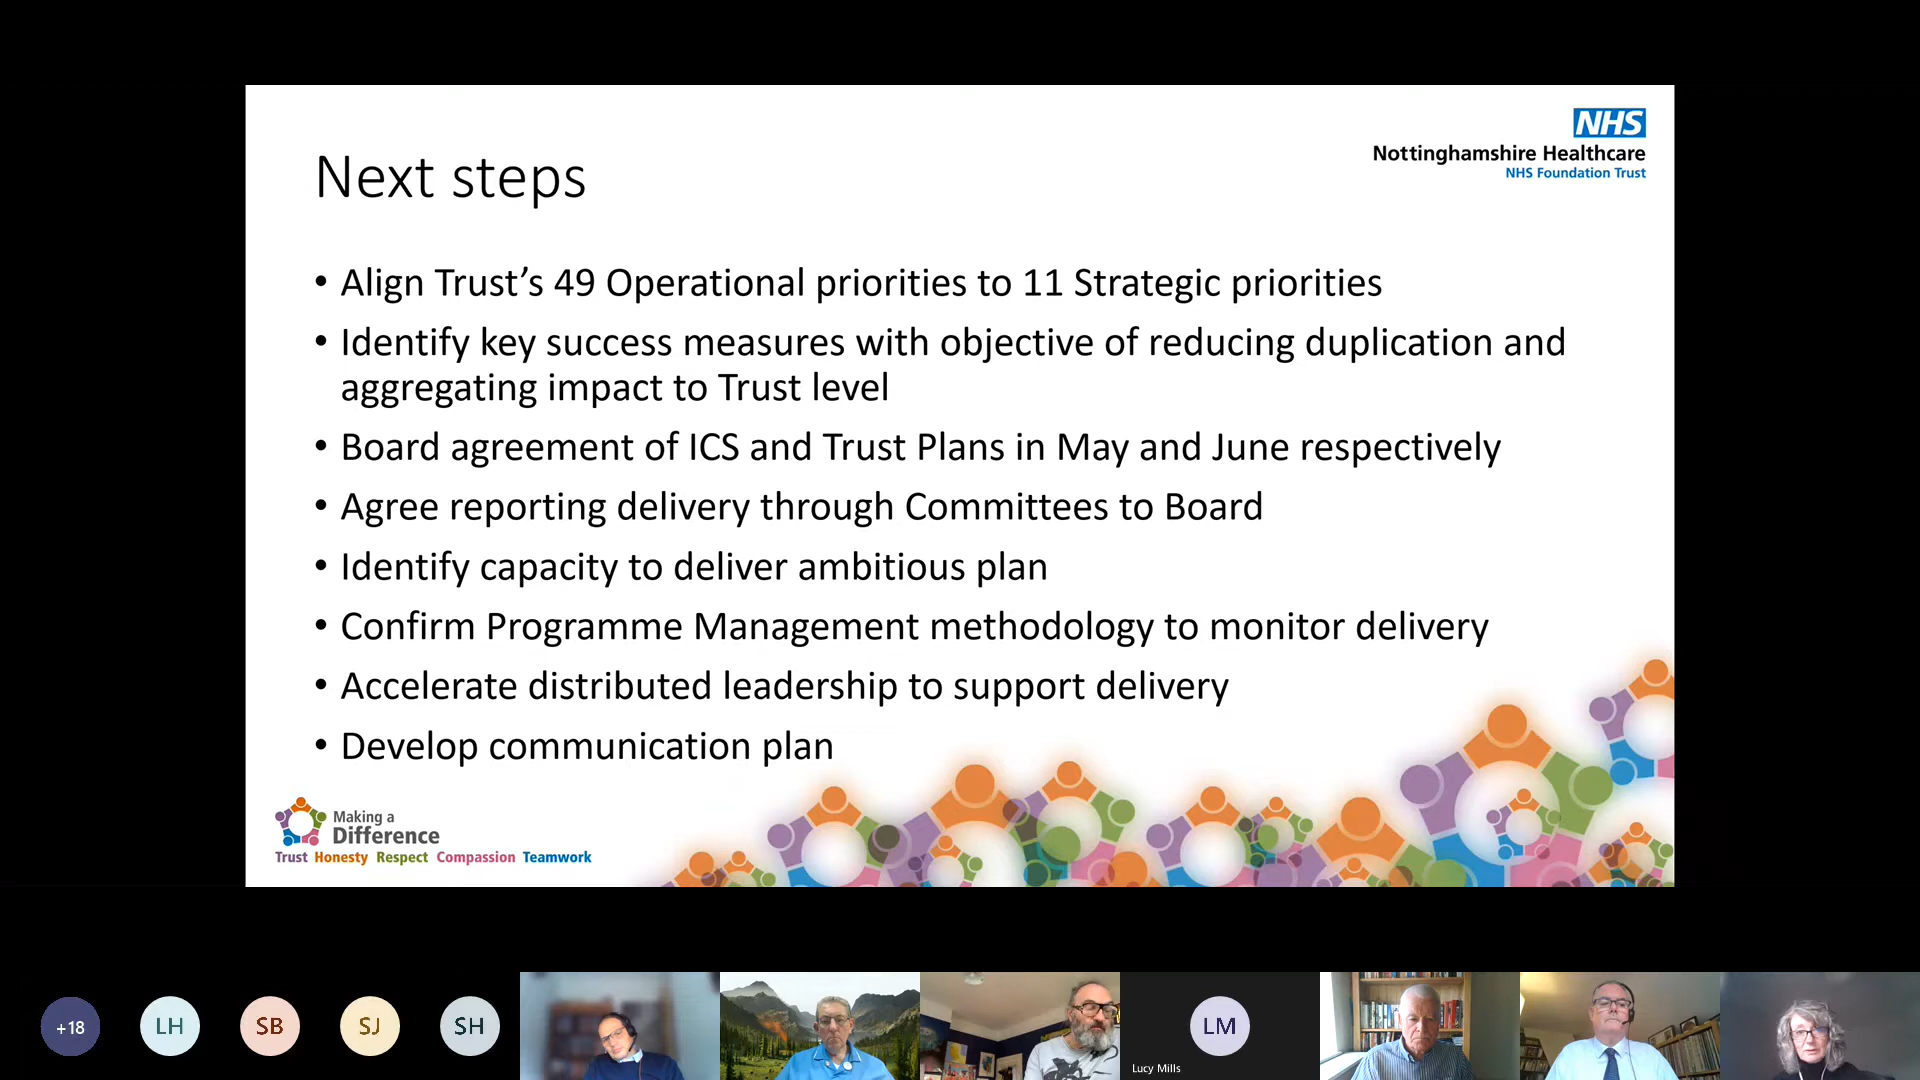 NHS
Nottinghamshire Healthcare
NHS Foundation Trust
Next steps
• Align Trust’s 49 Operational priorities to 11 Strategic priorities
• Identify key success measures with objective of reducing duplication and
aggregating impact to Trust level
• Board agreement of ICS and Trust Plans in May and June respectively
• Agree reporting delivery through Committees to Board
• Identify capacity to deliver ambitious plan
• Confirm Programme Management methodology to monitor delivery
• Accelerate distributed leadership to support delivery
• Develop communication plan
Making a
Difference
Trust Honesty Respect Compassion Teamwork
+18 LH SB SJ SH LM
Lucy Mills